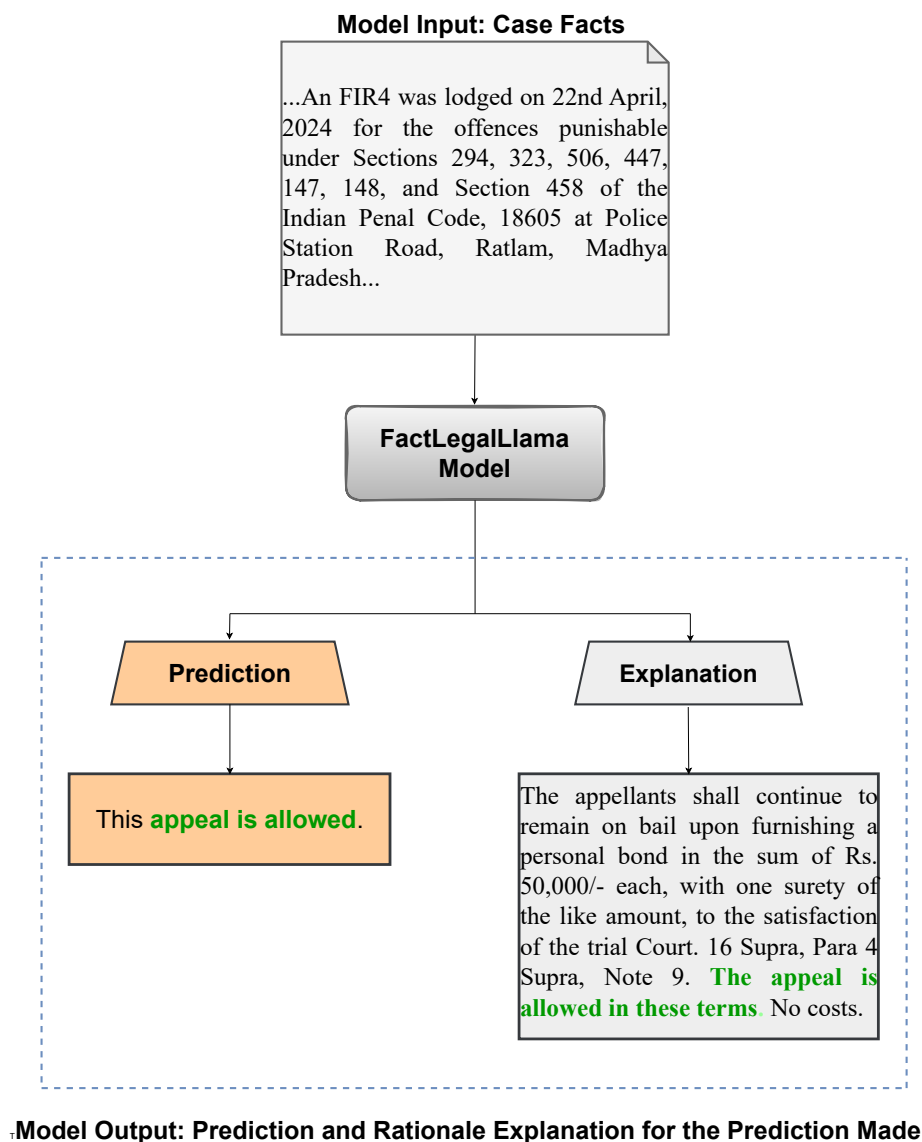 Model Input: Case Facts
...An FIR4 was lodged on 22nd April,
2024 for the offences punishable
under Sections 294, 323, 506, 447,
147, 148, and Section 458 of the
Indian Penal Code, 18605 at Police
Station Road, Ratlam, Madhya
Pradesh...
FactLegalLlama
Model
Prediction
Explanation
This appeal is allowed.
The appellants shall continue to
remain on bail upon furnishing a
personal bond in the sum of Rs.
50,000/- each, with one surety of
the like amount, to the satisfaction
of the trial Court. 16 Supra, Para 4
Supra, Note 9. The appeal is
allowed in these terms. No costs.
TModel Output: Prediction and Rationale Explanation for the Prediction Made